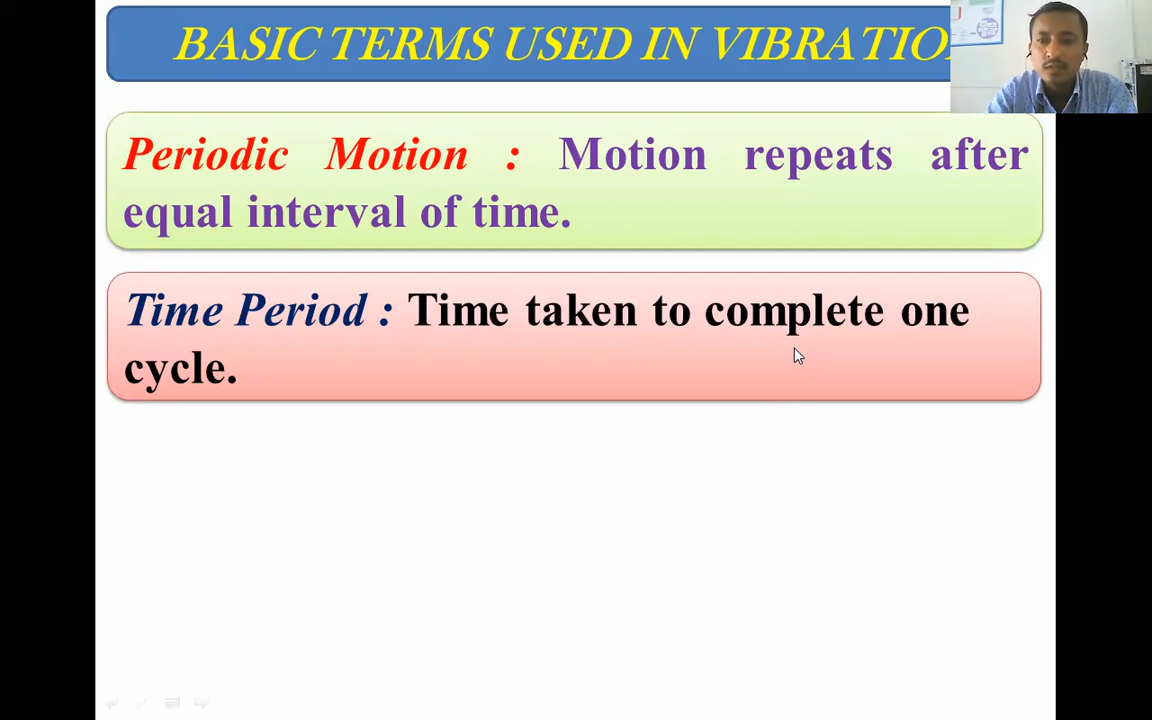 BASIC TERMS USED IN VIBRATIO
Periodic Motion : Motion repeats after
equal interval of time.
Time Period : Time taken to complete one
cycle.